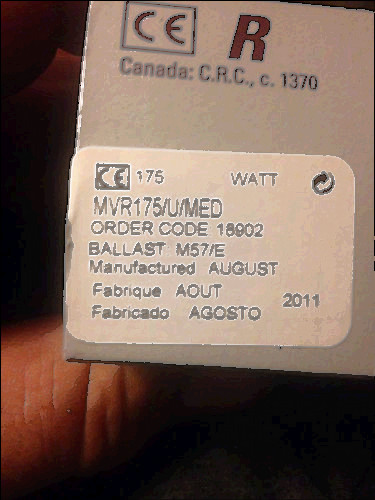 CE R
Canada: C.R.C., c. 1370
CE 175 WATT
MVR175/U/MED
ORDER CODE 18902
BALLAST M57/E
Manufactured AUGUST
Fabrique AOUT 2011
Fabricado AGOSTO